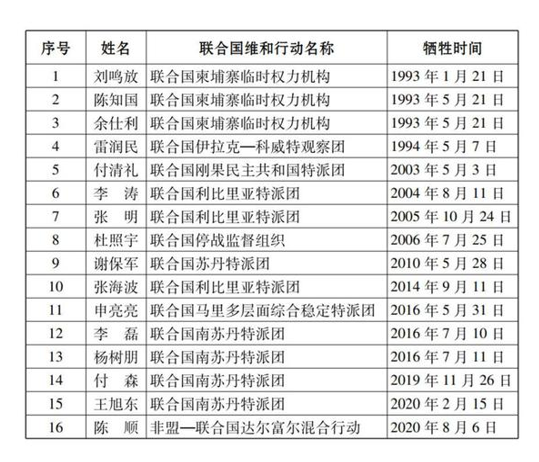 序号 姓名 联合国维和行动名称 牺牲时间
1 刘鸣放 联合国柬埔寨临时权力机构 1993 年 1 月 21 日
2 陈知国 联合国柬埔寨临时权力机构 1993 年 5 月 21 日
3 余仕利 联合国柬埔寨临时权力机构 1993 年 5 月 21 日
4 雷润民 联合国伊拉克—科威特观察团 1994 年 5 月 7 日
5 付清礼 联合国刚果民主共和国特派团 2003 年 5 月 3 日
6 李 涛 联合国利比里亚特派团 2004 年 8 月 11 日
7 张 明 联合国利比里亚特派团 2005 年 10 月 24 日
8 杜照宇 联合国停战监督组织 2006 年 7 月 25 日
9 谢保军 联合国苏丹特派团 2010 年 5 月 28 日
10 张海波 联合国利比里亚特派团 2014 年 9 月 11 日
11 申亮亮 联合国马里多层面综合稳定特派团 2016 年 5 月 31 日
12 李 磊 联合国南苏丹特派团 2016 年 7 月 10 日
13 杨树朋 联合国南苏丹特派团 2016 年 7 月 11 日
14 付 森 联合国南苏丹特派团 2019 年 11 月 26 日
15 王旭东 联合国南苏丹特派团 2020 年 2 月 15 日
16 陈 顺 非盟—联合国达尔富尔混合行动 2020 年 8 月 6 日